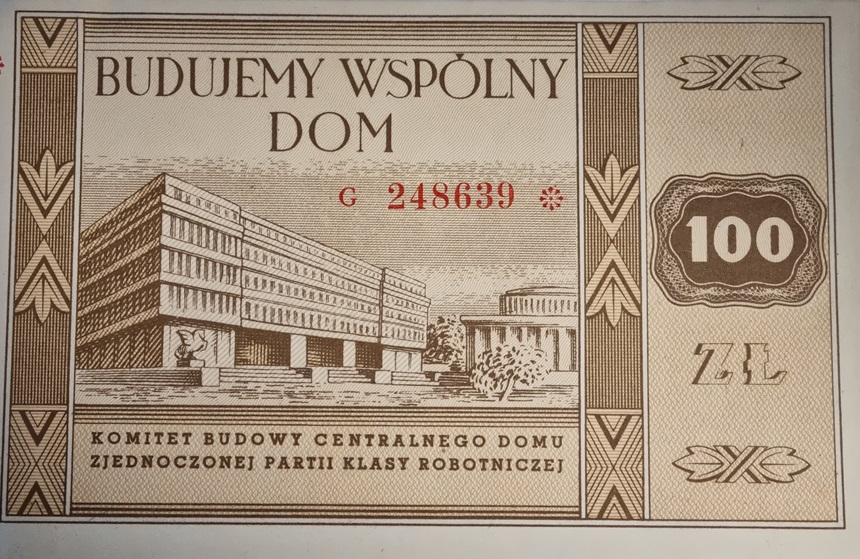 BUDUJEMY WSPÓLNY
DOM
G 248639
100
ZŁ
KOMITET BUDOWY CENTRALNEGO DOMU
ZJEDNOCZONEJ PARTII KLASY ROBOTNICZEJ